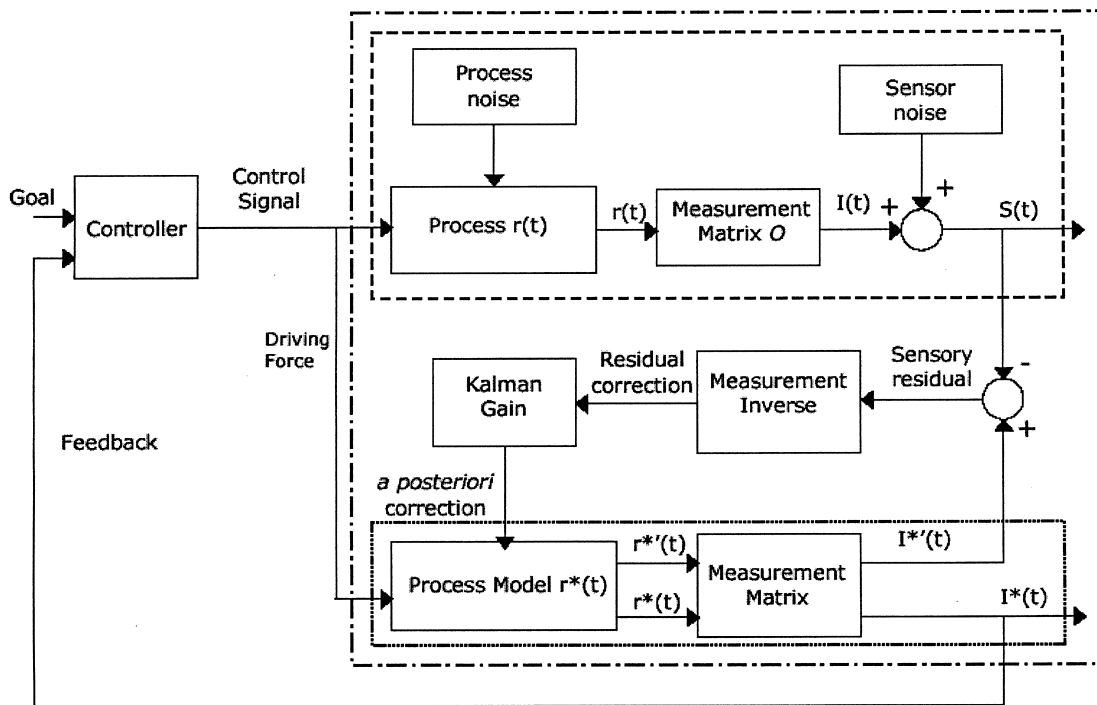 Process
noise
Sensor
noise
Goal
Control
Signal
Controller
Process r(t)
r(t)
Measurement
Matrix O
I(t)
+
+
S(t)
Driving
Force
Kalman
Gain
Residual
correction
Measurement
Inverse
Sensory
residual
-
+
Feedback
a posteriori
correction
Process Model r*(t)
r*'(t)
r*(t)
Measurement
Matrix
I*'(t)
I*(t)